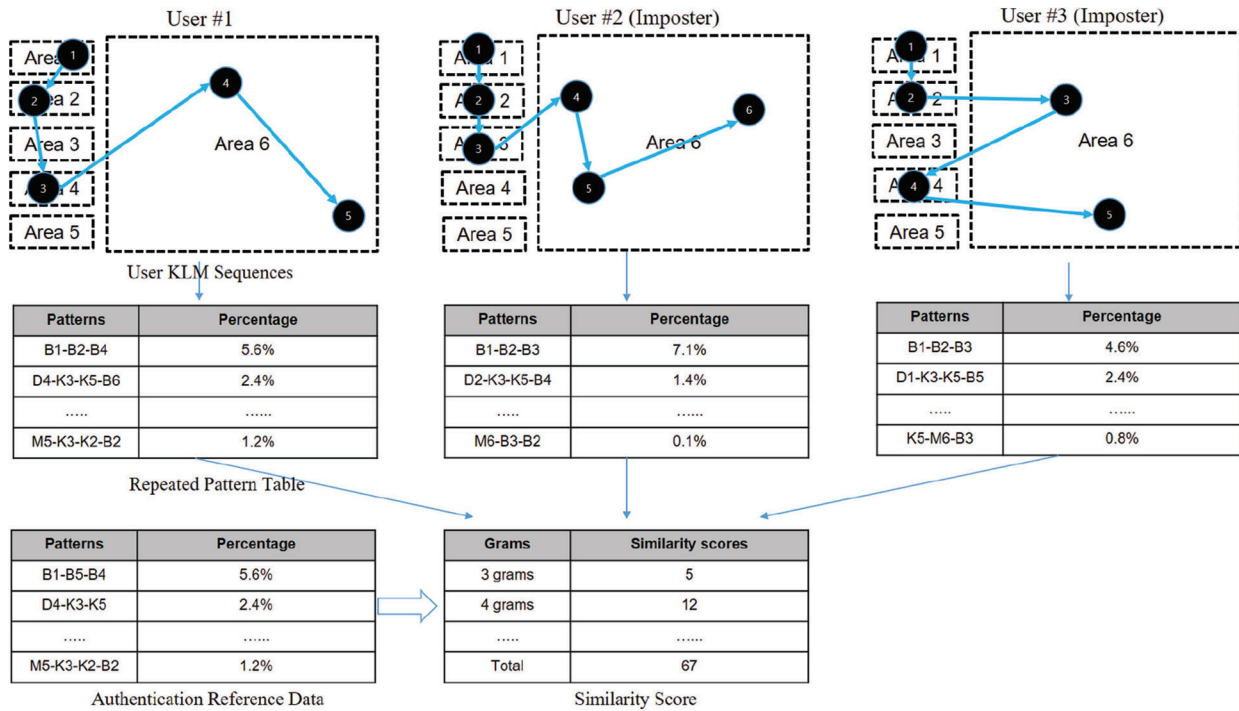 User #1
User #2 (Imposter)
User #3 (Imposter)
1
Area
2
Area 2
Area 3
3
Area 4
Area 5
4
Area 6
5
1
Area 1
2
2
3
3
Area 4
Area 5
4
5
Area 6
6
1
Area 1
2
2
Area 3
4
4
Area 5
3
Area 6
5
User KLM Sequences
Patterns Percentage
B1-B2-B4 5.6%
D4-K3-K5-B6 2.4%
..... ......
M5-K3-K2-B2 1.2%
Patterns Percentage
B1-B2-B3 7.1%
D2-K3-K5-B4 1.4%
..... ......
M6-B3-B2 0.1%
Patterns Percentage
B1-B2-B3 4.6%
D1-K3-K5-B5 2.4%
..... ......
K5-M6-B3 0.8%
Repeated Pattern Table
Patterns Percentage
B1-B5-B4 5.6%
D4-K3-K5 2.4%
..... ......
M5-K3-K2-B2 1.2%
Authentication Reference Data
Grams Similarity scores
3 grams 5
4 grams 12
..... ......
Total 67
Similarity Score